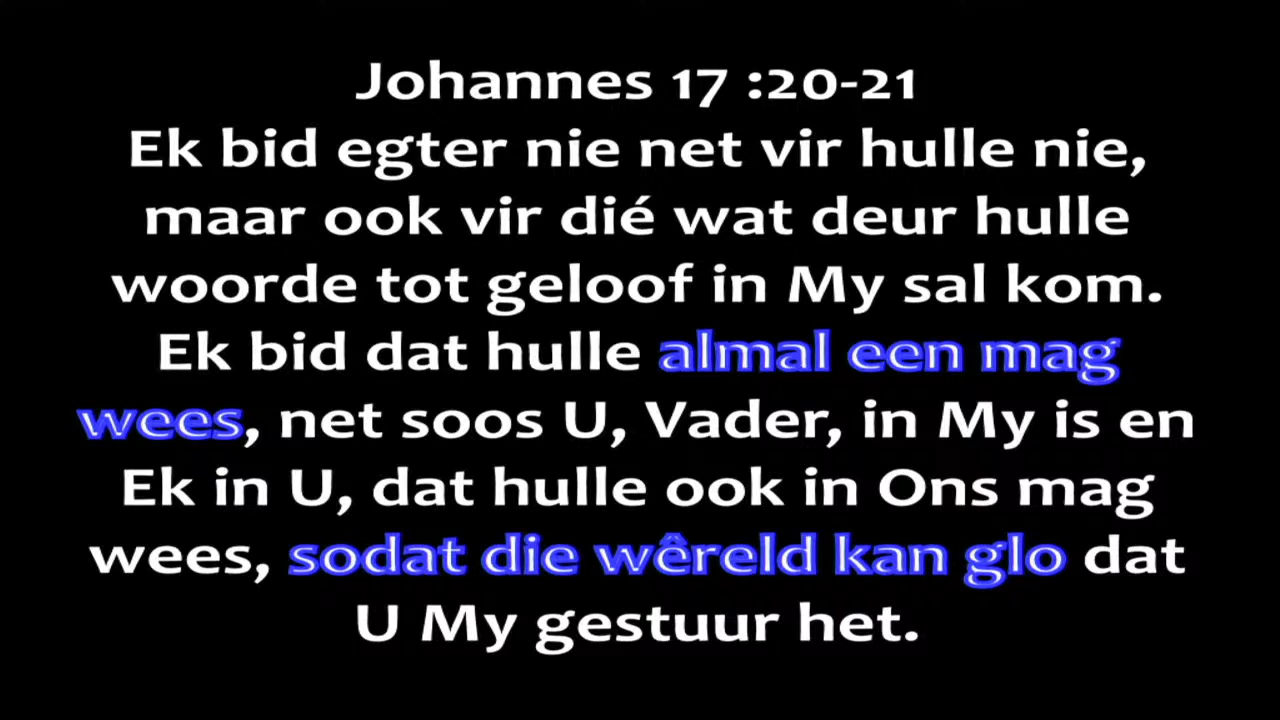 Johannes 17 :20-21
Ek bid egter nie net vir hulle nie,
maar ook vir dié wat deur hulle
woorde tot geloof in My sal kom.
Ek bid dat hulle almal een mag
wees, net soos U, Vader, in My is en
Ek in U, dat hulle ook in Ons mag
wees, sodat die wêreld kan glo dat
U My gestuur het.